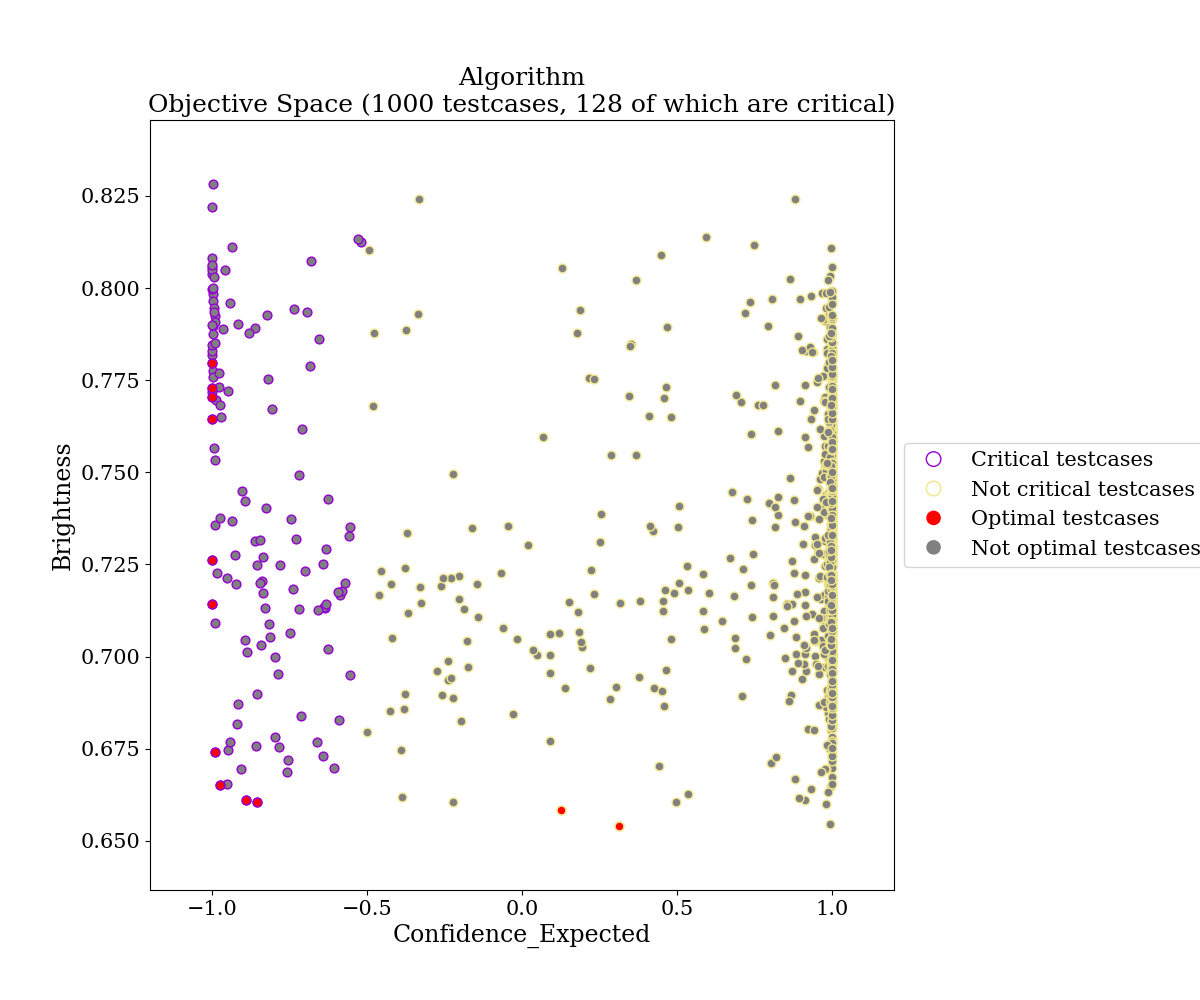 Algorithm
Objective Space (1000 testcases, 128 of which are critical)
0.825
0.800
0.775
0.750
0.725
0.700
0.675
0.650
Brightness
−1.0
−0.5
0.0
0.5
1.0
Confidence_Expected
Critical testcases
Not critical testcases
Optimal testcases
Not optimal testcases